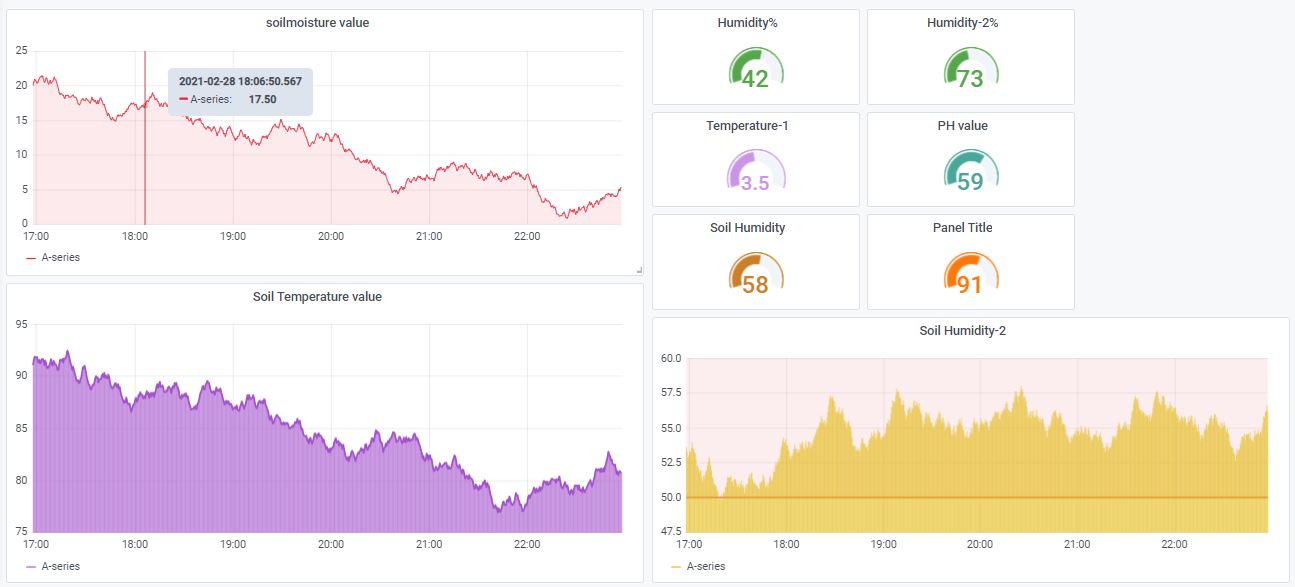 soilmoisture value
25
20
15
10
5
0
2021-02-28 18:06:50.567
A-series: 17.50
17:00 18:00 19:00 20:00 21:00 22:00
A-series
Humidity%
42
Humidity-2%
73
Temperature-1
3.5
PH value
59
Soil Humidity
58
Panel Title
91
Soil Temperature value
95
90
85
80
75
17:00 18:00 19:00 20:00 21:00 22:00
A-series
Soil Humidity-2
60.0
57.5
55.0
52.5
50.0
47.5
17:00 18:00 19:00 20:00 21:00 22:00
A-series